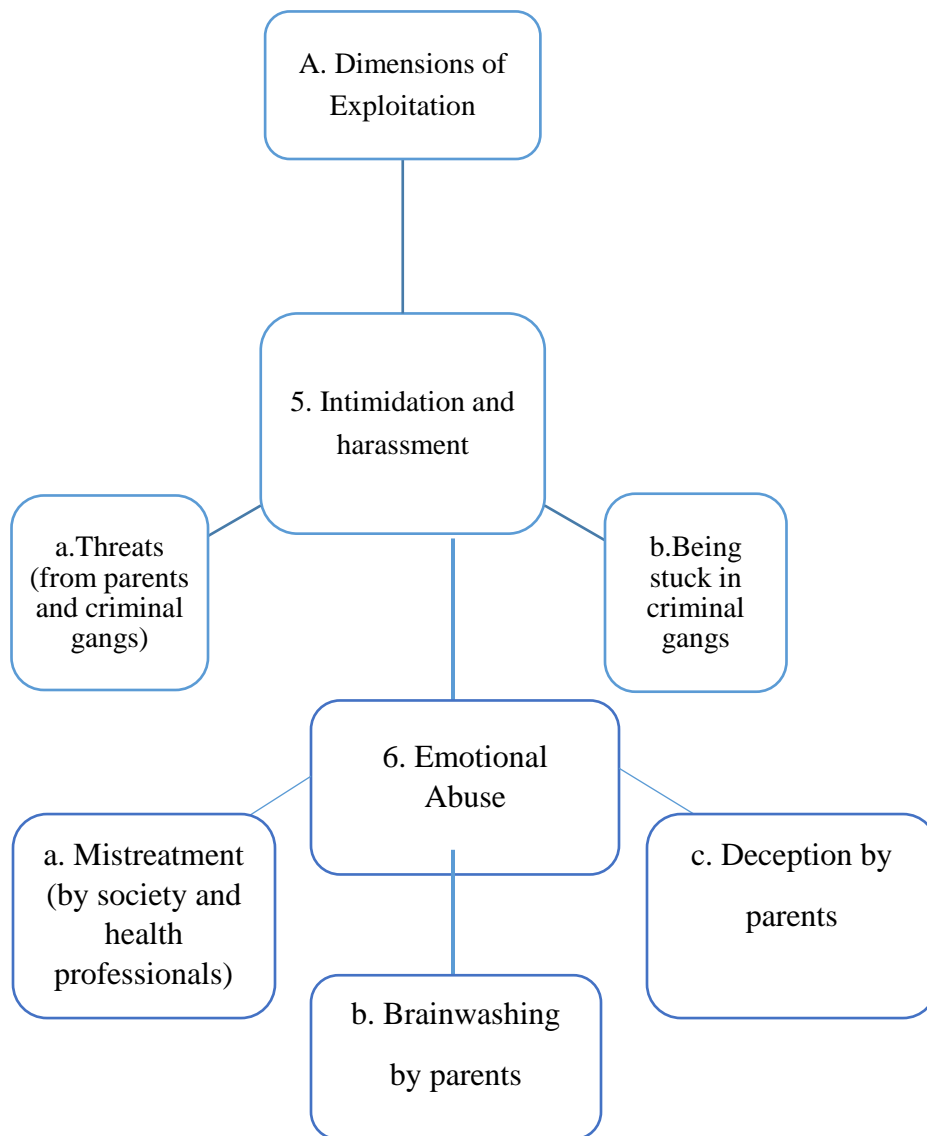 A. Dimensions of
Exploitation
5. Intimidation and
harassment
a.Threats
(from parents
and criminal
gangs)
b.Being
stuck in
criminal
gangs
6. Emotional
Abuse
a. Mistreatment
(by society and
health
professionals)
b. Brainwashing
by parents
c. Deception by
parents